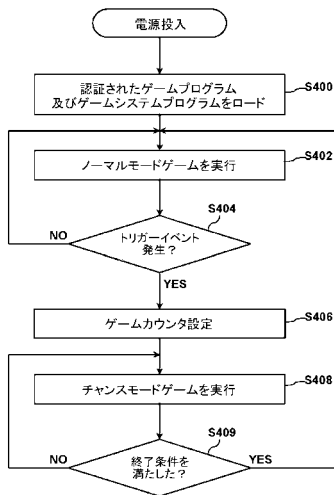 電源投入
認証されたゲームプログラム
及びゲームシステムプログラムをロード
S400
ノーマルモードゲームを実行
S402
S404
トリガーイベント
発生？
NO
YES
ゲームカウンタ設定
S406
チャンスモードゲームを実行
S408
S409
終了条件を
満たした？
NO
YES